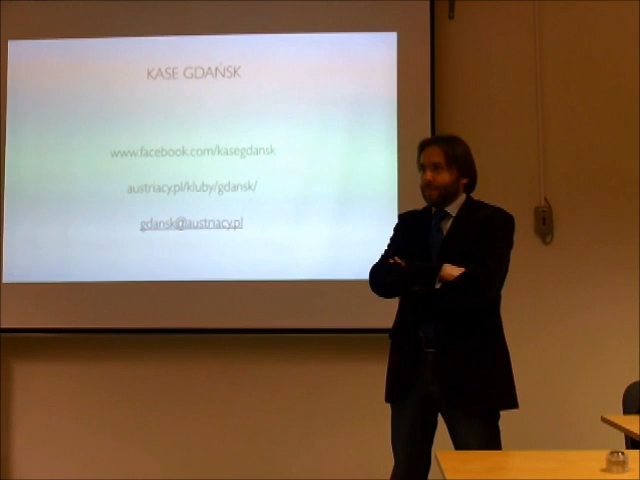 KASE GDAŃSK
www.facebook.com/kasegdansk
austriacy.pl/kluby/gdansk/
gdansk@austriacy.pl